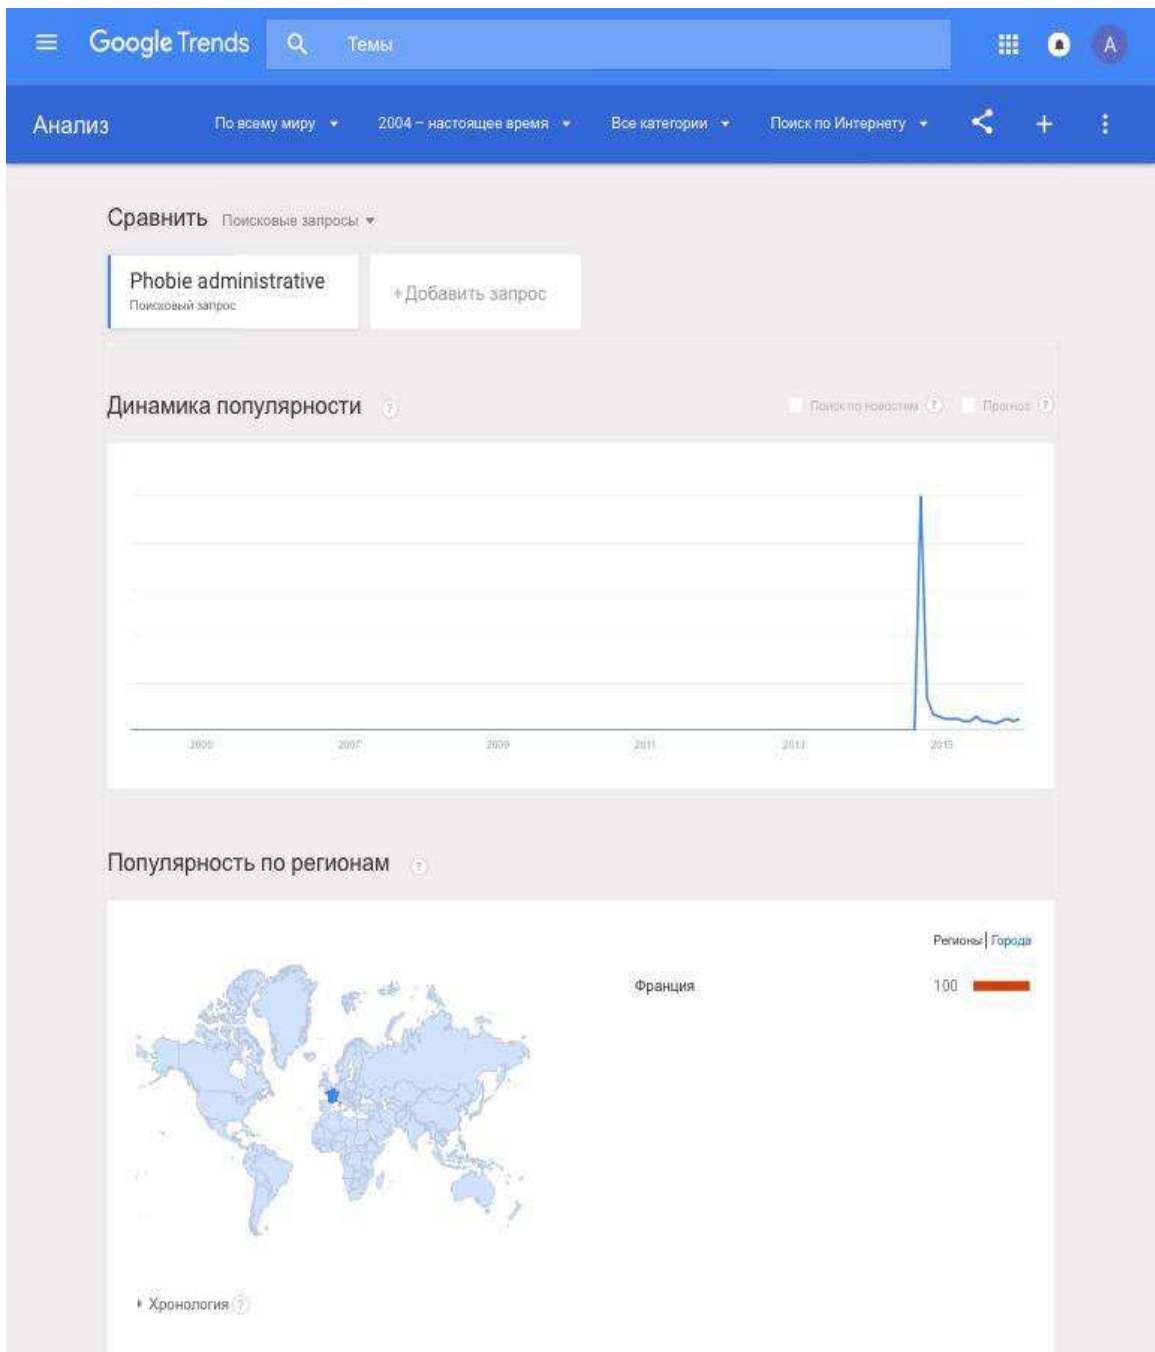 Google Trends
Темы
A
Анализ
По всему миру
2004 – настоящее время
Все категории
Поиск по Интернету
Сравнить Поисковые запросы
Phobie administrative
Поисковый запрос
+Добавить запрос
Динамика популярности ?
Поиск по новостям ?
Прогноз ?
2005 2007 2009 2011 2013 2015
Популярность по регионам ?
Регионы| Города
Франция 100
Хронология ?